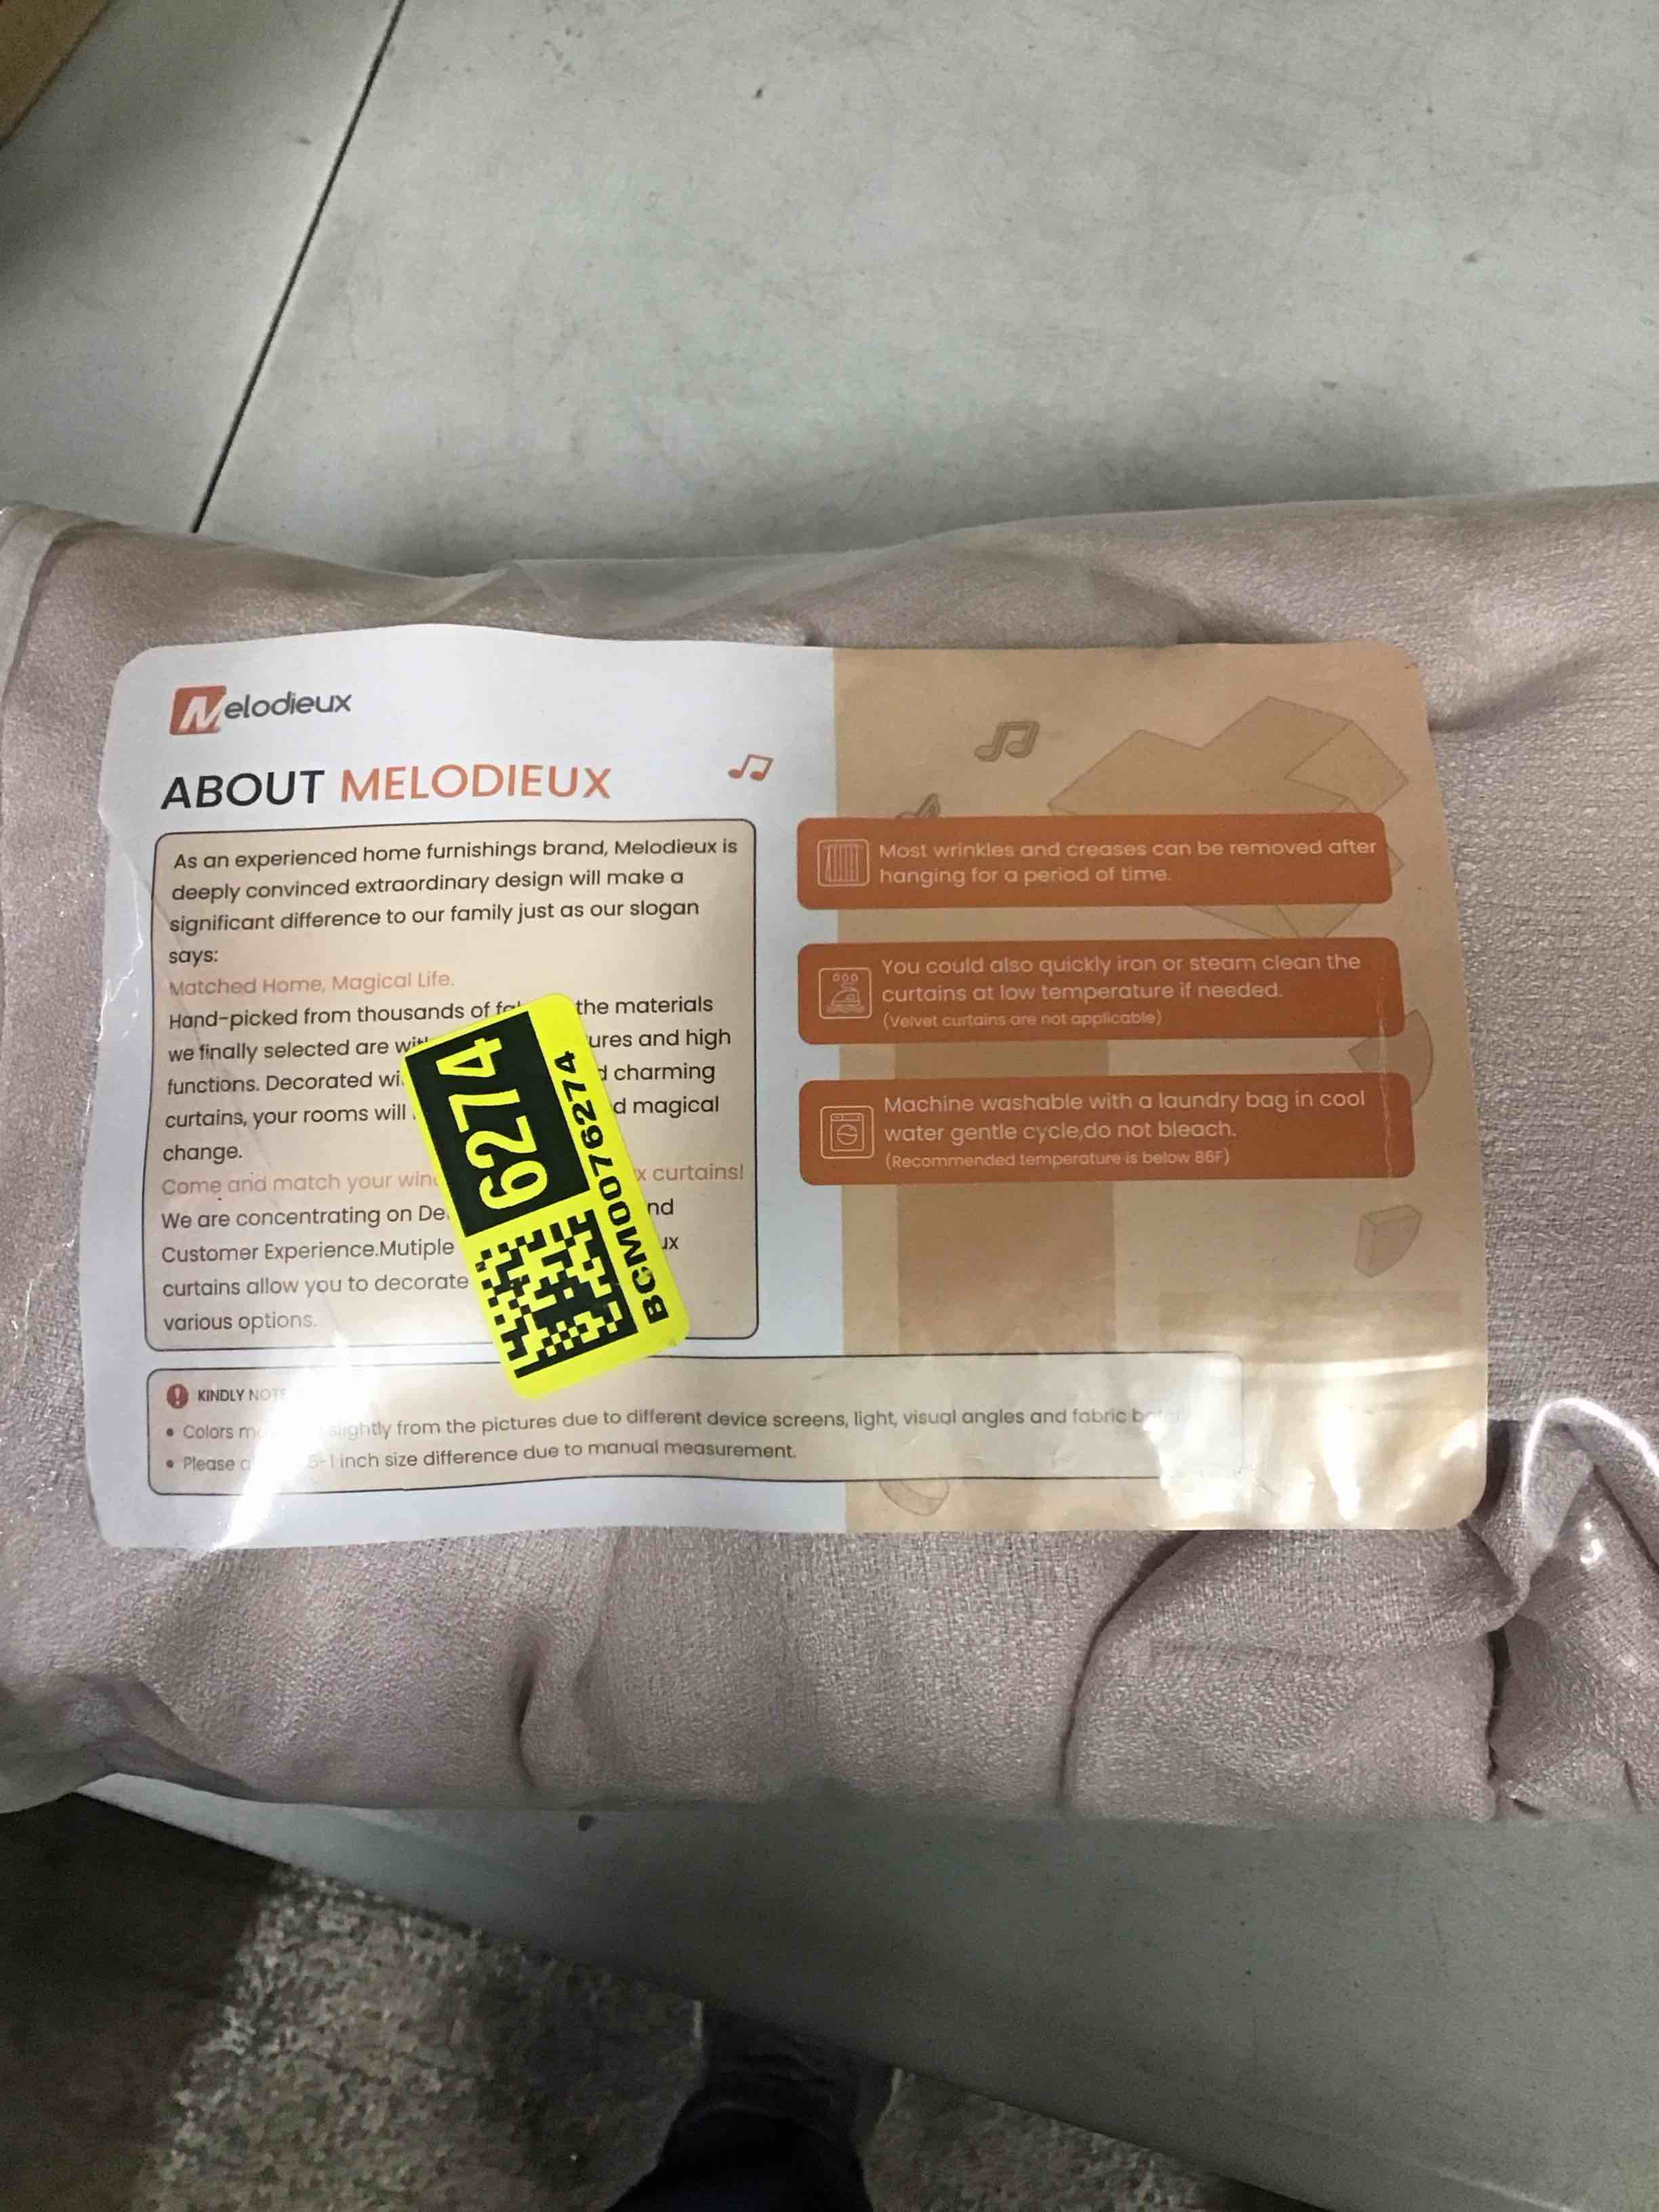 Melodieux
ABOUT MELODIEUX
As an experienced home furnishings brand, Melodieux is
deeply convinced extraordinary design will make a
significant difference to our family just as our slogan
says:
Matched Home, Magical Life.
Hand-picked from thousands of the materials
we finally selected are and high
functions. Decorated charming
curtains, your rooms will magical
change.
Come and match your curtains!
We are concentrating on
Customer Experience.Mutiple
curtains allow you to decorate
various options.
6274
BCM0076274
Most wrinkles and creases can be removed after
hanging for a period of time.
You could also quickly iron or steam clean the
curtains at low temperature if needed.
(Velvet curtains are not applicable)
Machine washable with a laundry bag in cool
water gentle cycle,do not bleach.
(Recommended temperature is below 86F)
KINDLY NOTE
• Colors slightly from the pictures due to different device screens, light, visual angles and fabric
• Please inch size difference due to manual measurement.